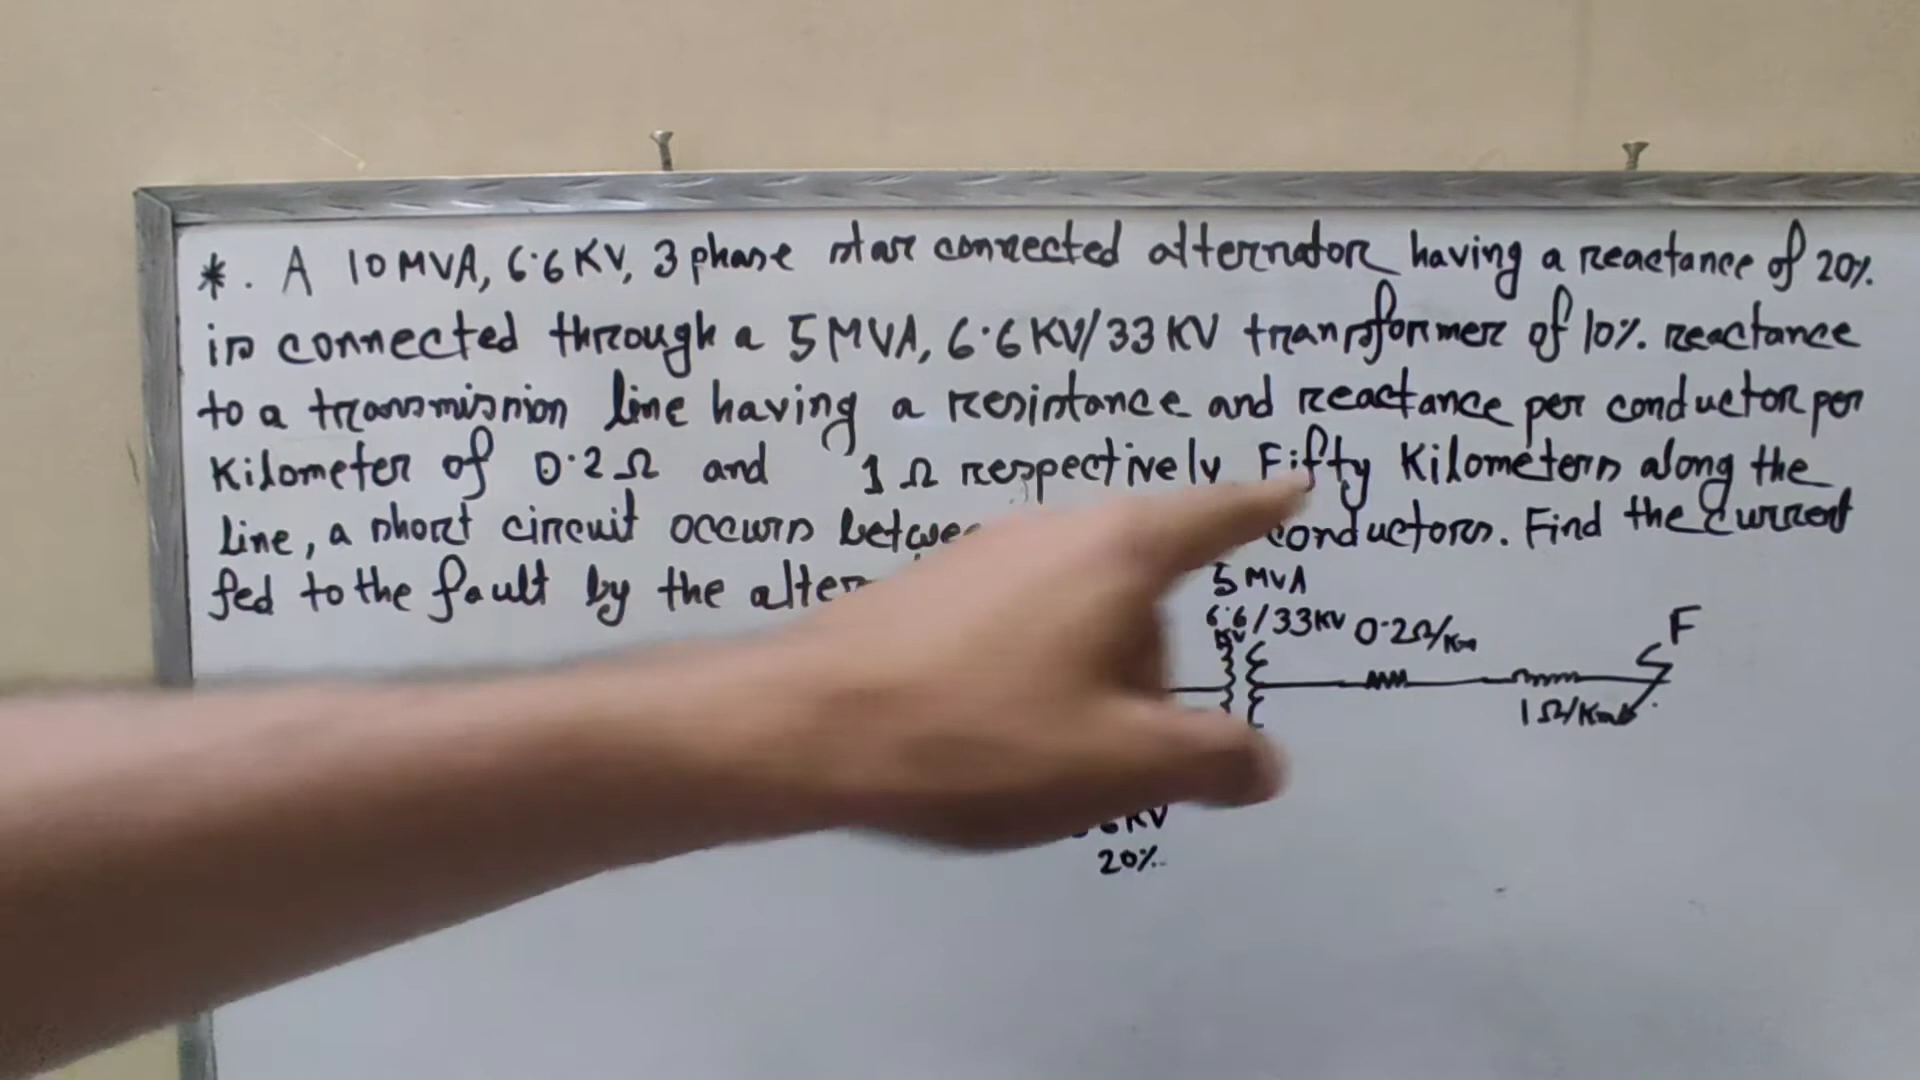 *. A 10 MVA, 6.6 KV, 3 phase star connected alternator having a reactance of 20%
is connected through a 5 MVA, 6.6 KV/33 KV transformer of 10% reactance
to a transmission line having a resistance and reactance per conductor per
Kilometer of 0.2 Ω and 1 Ω respectively Fifty Kilometers along the
line, a short circuit occurs conductors. Find the current
fed to the fault by the
5 MVA
6.6/33KV 0.2Ω/Km F
KV
1Ω/Km
KV
20%